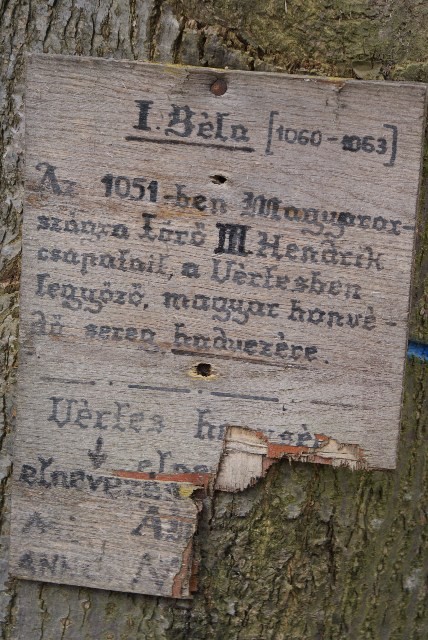 I. Béla [1060-1063]
Az 1051-ben Magyaror-
szágra törő III. Hendrik
csapatait, a Vértesben
legyőző, magyar honvé-
dő sereg hadvezére.
Vértes
elnevezés